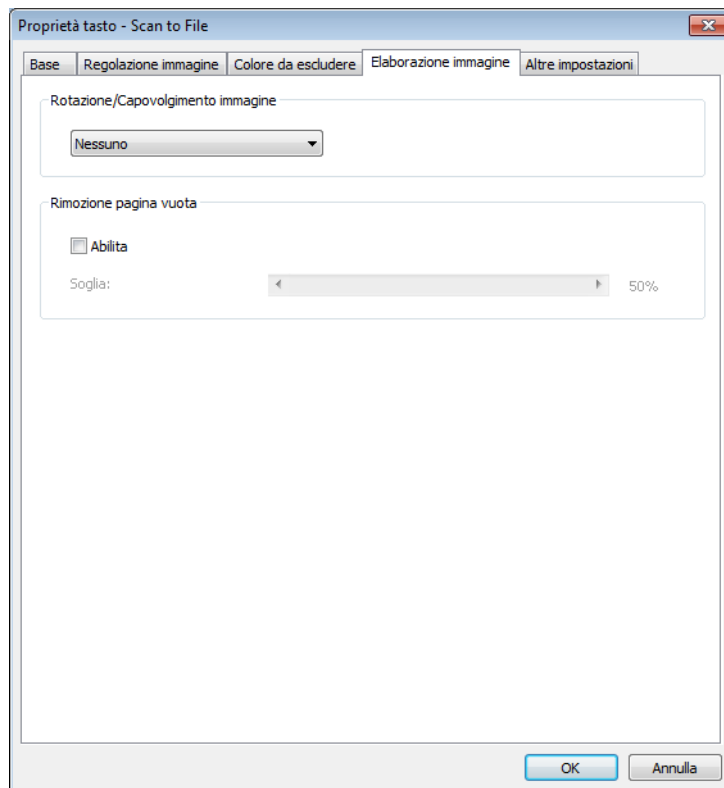 Proprietà tasto - Scan to File
Base Regolazione immagine Colore da escludere Elaborazione immagine Altre impostazioni
Rotazione/Capovolgimento immagine
Nessuno
Rimozione pagina vuota
Abilita
Soglia: 50%
OK Annulla